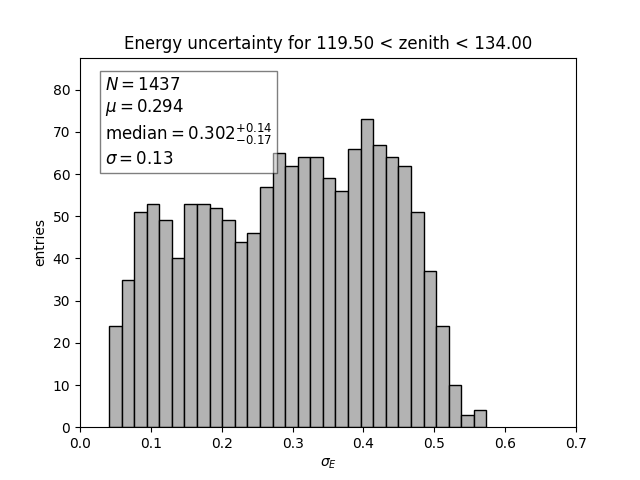 Energy uncertainty for 119.50 < zenith < 134.00
N = 1437
μ = 0.294
median = 0.302^{+0.14}_{-0.17}
σ = 0.13
entries
80
70
60
50
40
30
20
10
0
0.0 0.1 0.2 0.3 0.4 0.5 0.6 0.7
σ_E